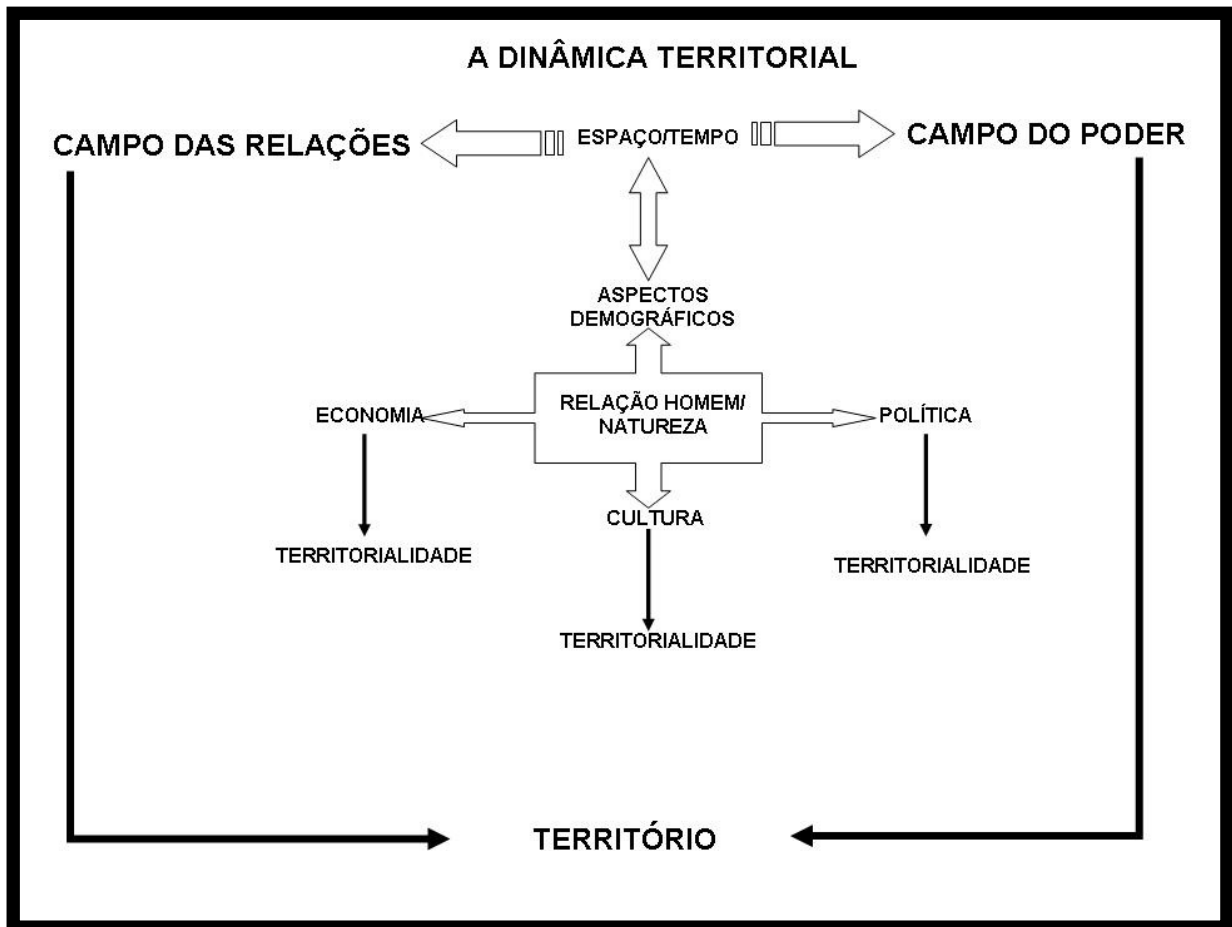 A DINÂMICA TERRITORIAL
CAMPO DAS RELAÇÕES
ESPAÇO/TEMPO
CAMPO DO PODER
ASPECTOS
DEMOGRÁFICOS
ECONOMIA
RELAÇÃO HOMEM/
NATUREZA
POLÍTICA
CULTURA
TERRITORIALIDADE
TERRITORIALIDADE
TERRITORIALIDADE
TERRITÓRIO